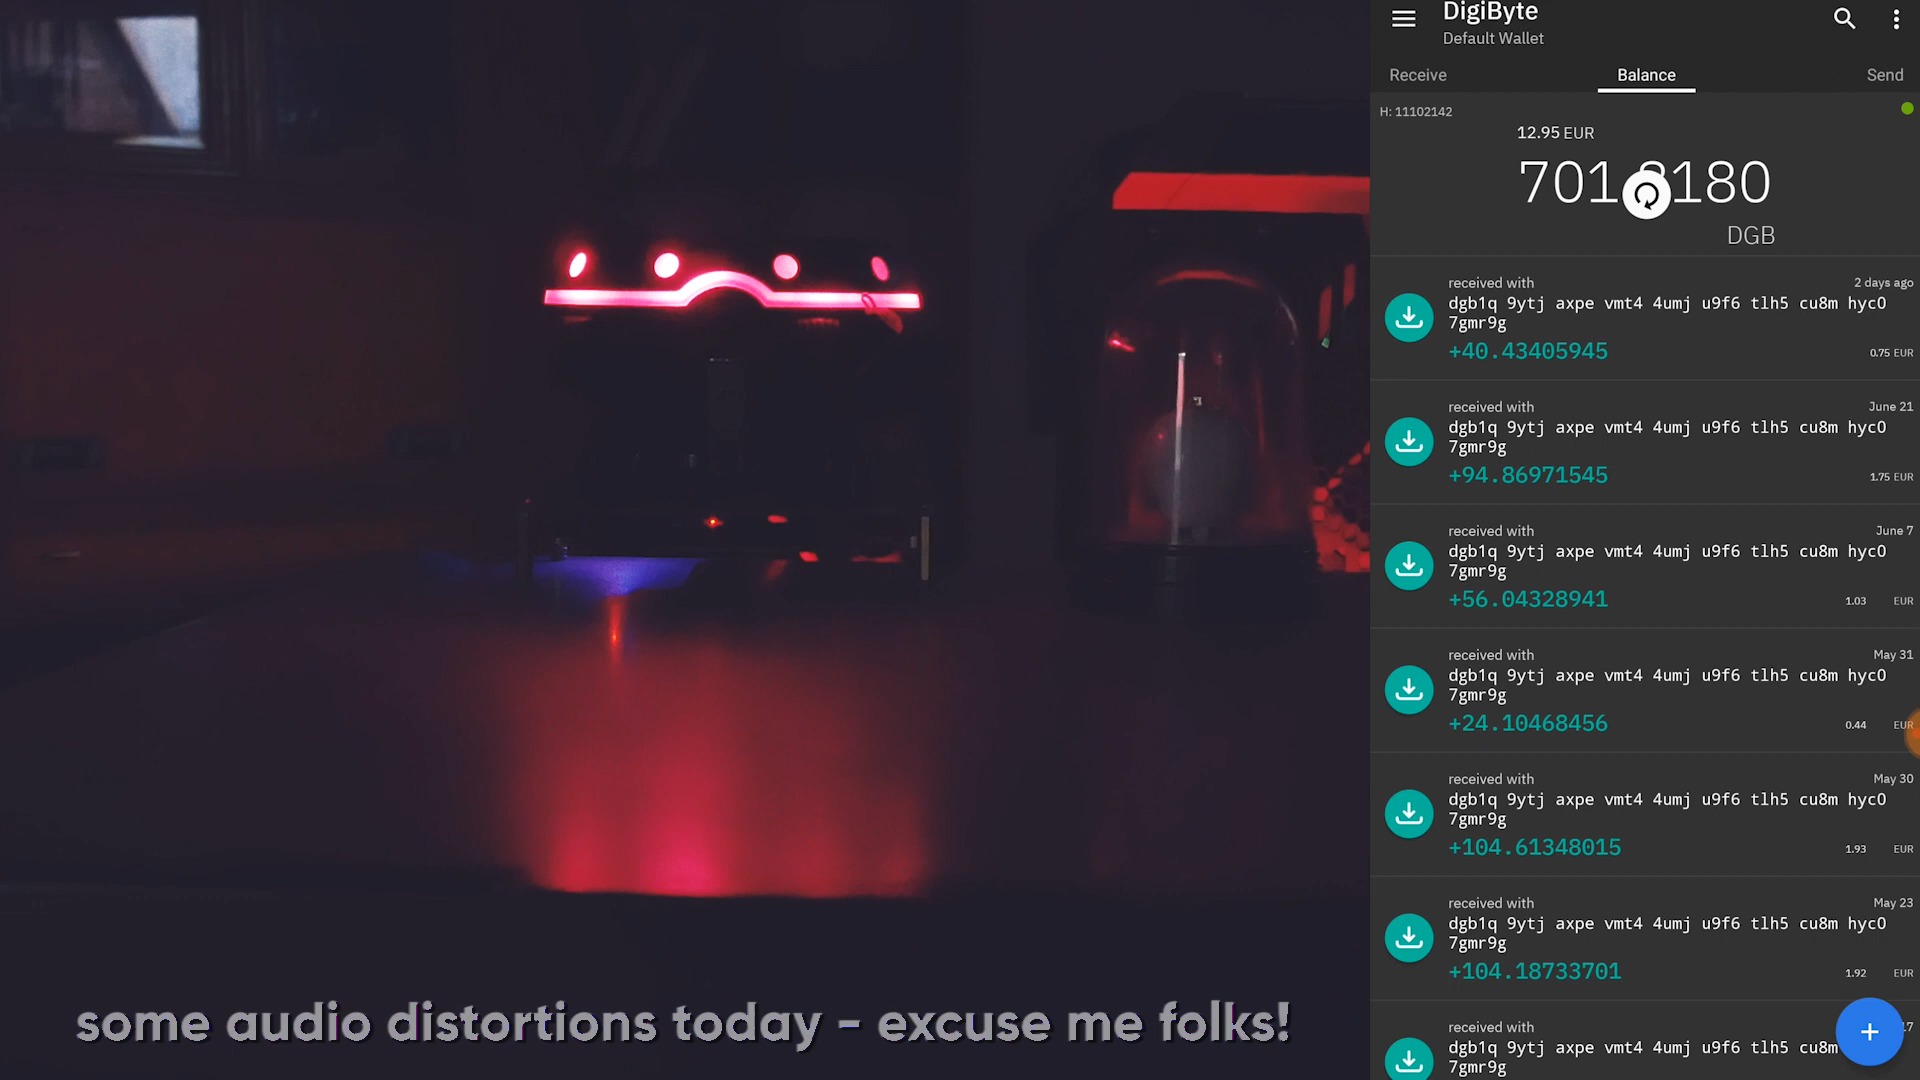 DigiByte
Default Wallet
Receive
Balance
Send
H: 11102142
12.95 EUR
DGB
received with
2 days ago
dgb1q 9ytj axpe vmt4 4umj u9f6 tlh5 cu8m hyc0
7gmr9g
+40.43405945
0.75 EUR
received with
June 21
dgb1q 9ytj axpe vmt4 4umj u9f6 tlh5 cu8m hyc0
7gmr9g
+94.86971545
1.75 EUR
received with
June 7
dgb1q 9ytj axpe vmt4 4umj u9f6 tlh5 cu8m hyc0
7gmr9g
+56.04328941
1.03 EUR
received with
May 31
dgb1q 9ytj axpe vmt4 4umj u9f6 tlh5 cu8m hyc0
7gmr9g
+24.10468456
0.44 EUR
received with
May 30
dgb1q 9ytj axpe vmt4 4umj u9f6 tlh5 cu8m hyc0
7gmr9g
+104.61348015
1.93 EUR
received with
May 23
dgb1q 9ytj axpe vmt4 4umj u9f6 tlh5 cu8m hyc0
7gmr9g
+104.18733701
1.92 EUR
received with
dgb1q 9ytj axpe vmt4 4umj u9f6 tlh5 cu8m
7gmr9g
some audio distortions today - excuse me folks!